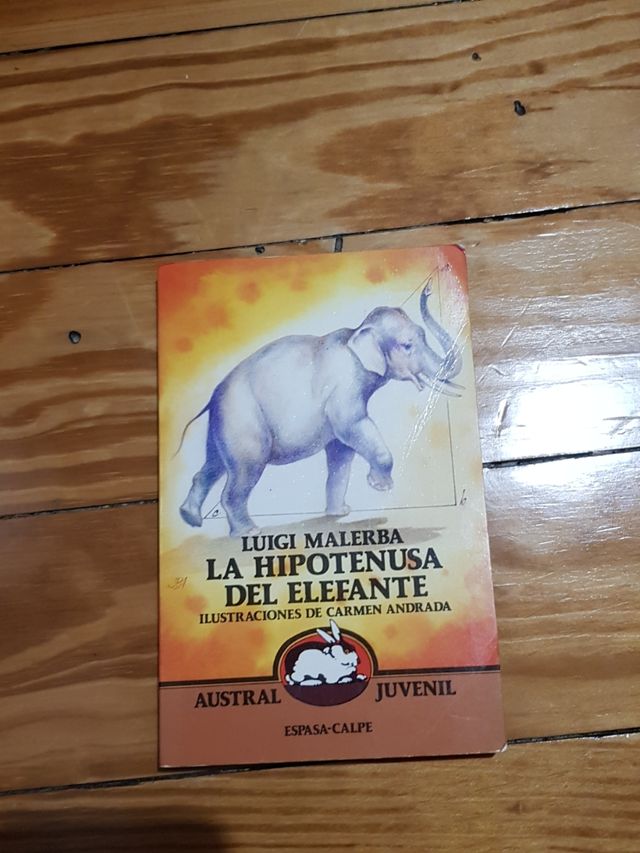 LUIGI MALERBA
LA HIPOTENUSA
DEL ELEFANTE
ILUSTRACIONES DE CARMEN ANDRADA
AUSTRAL JUVENIL
ESPASA-CALPE